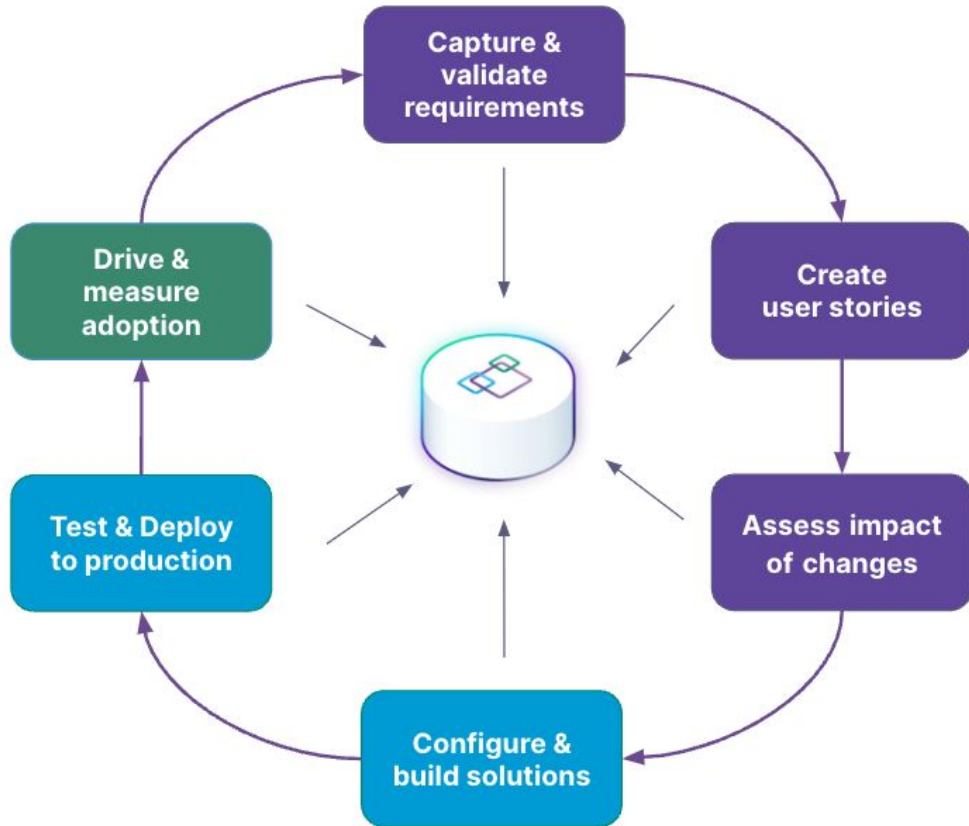 Capture &
validate
requirements
Create
user stories
Assess impact
of changes
Configure &
build solutions
Test & Deploy
to production
Drive &
measure
adoption